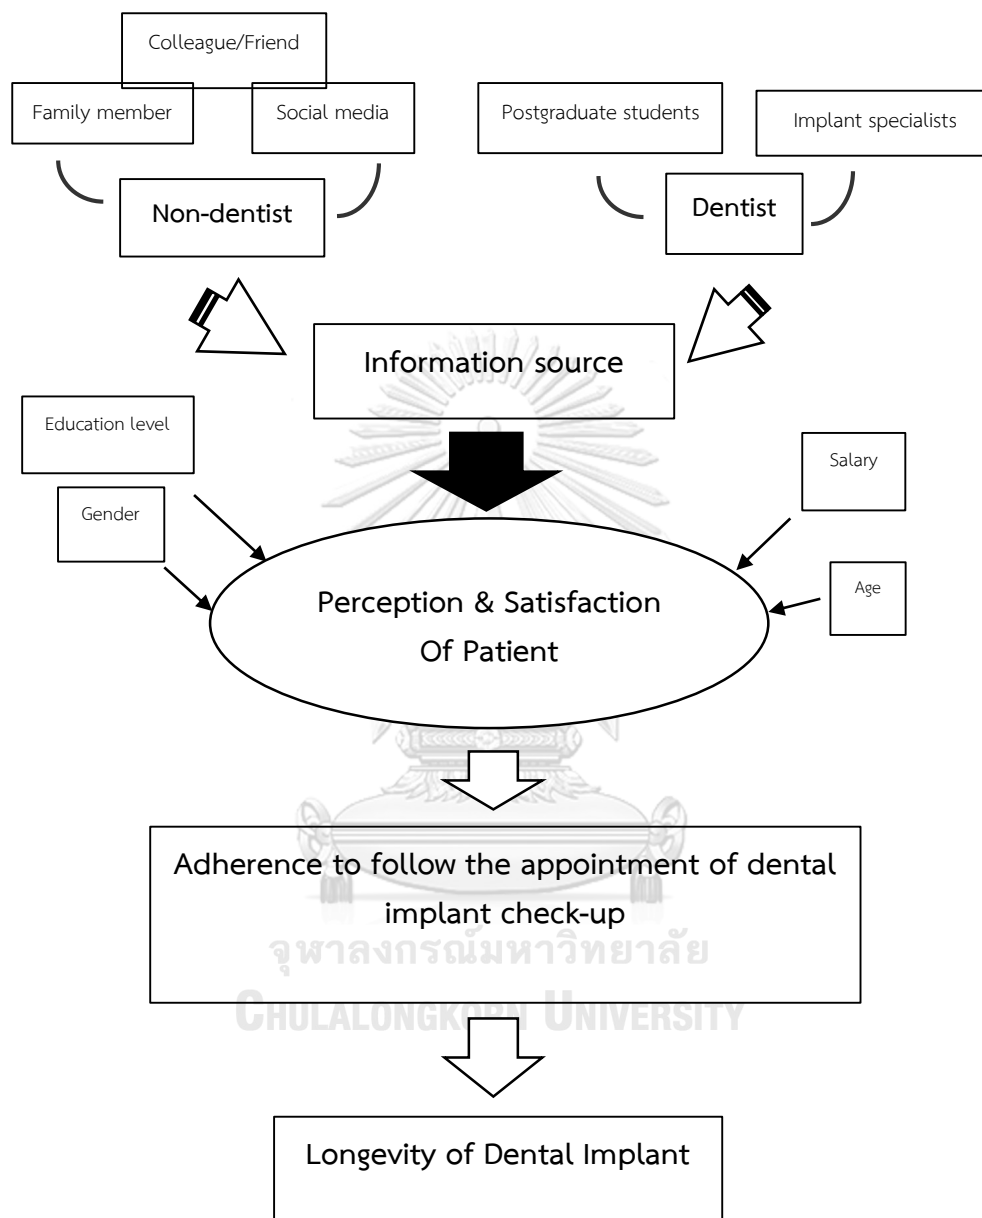 Colleague/Friend
Family member
Social media
Postgraduate students
Implant specialists
Non-dentist
Dentist
Information source
Education level
Salary
Gender
Age
Perception & Satisfaction
Of Patient
Adherence to follow the appointment of dental
implant check-up
จุฬาลงกรณ์มหาวิทยาลัย
CHULALONGKORN UNIVERSITY
Longevity of Dental Implant